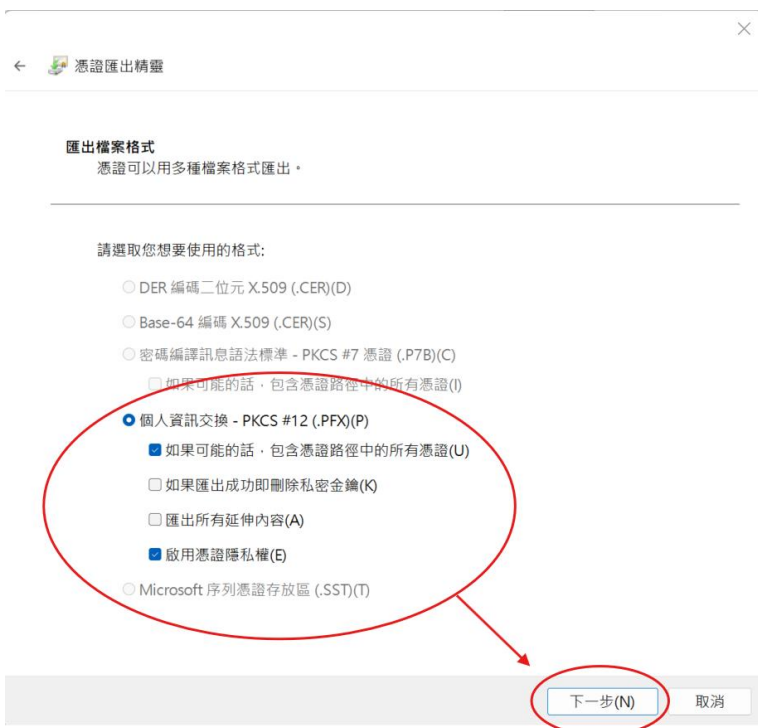 憑證匯出精靈
匯出檔案格式
憑證可以用多種檔案格式匯出。
請選取您想要使用的格式:
DER 編碼二位元 X.509 (.CER)(D)
Base-64 編碼 X.509 (.CER)(S)
密碼編譯訊息語法標準 - PKCS #7 憑證 (.P7B)(C)
如果可能的話，包含憑證路徑中的所有憑證(I)
個人資訊交換 - PKCS #12 (.PFX)(P)
如果可能的話，包含憑證路徑中的所有憑證(U)
如果匯出成功即刪除私密金鑰(K)
匯出所有延伸內容(A)
啟用憑證隱私權(E)
Microsoft 序列憑證存放區 (.SST)(T)
下一步(N) 取消